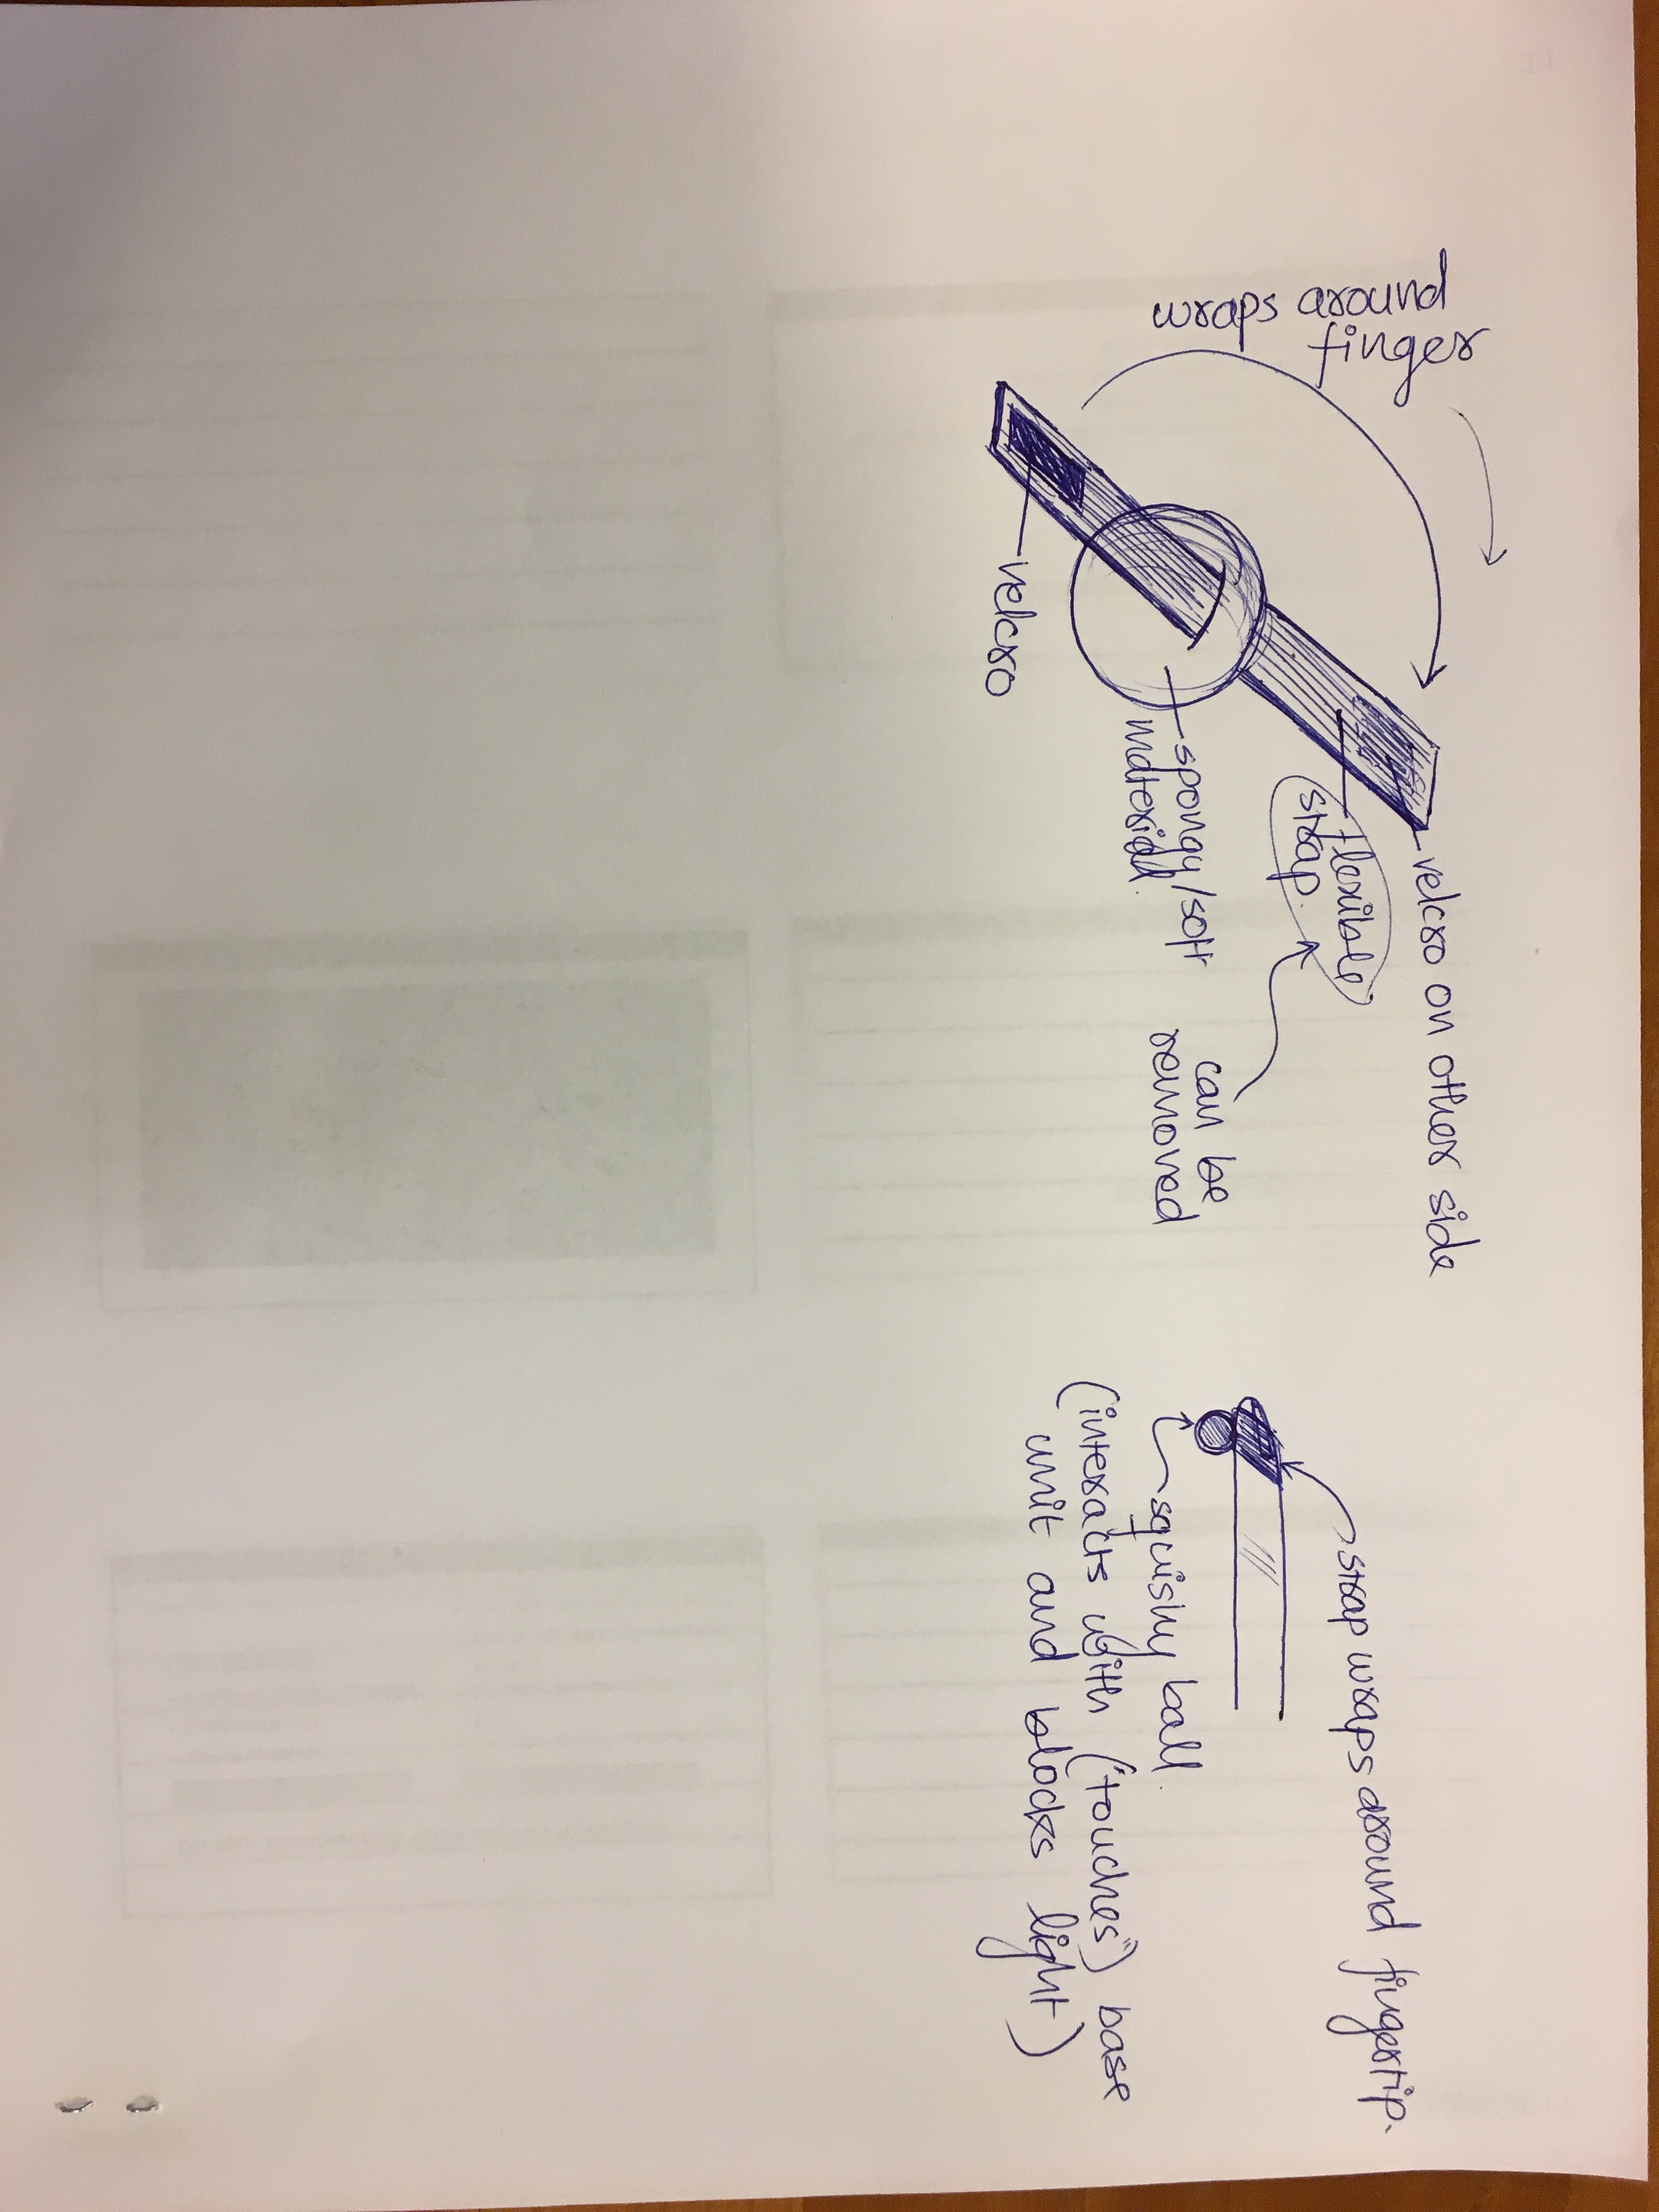 wraps around
finger
velcro on other side
flexible
strap.
can be
removed
spongy/soft
material.
velcro
strap wraps around fingertip.
squishy ball.
(interacts with ("touches") base
unit and blocks light)